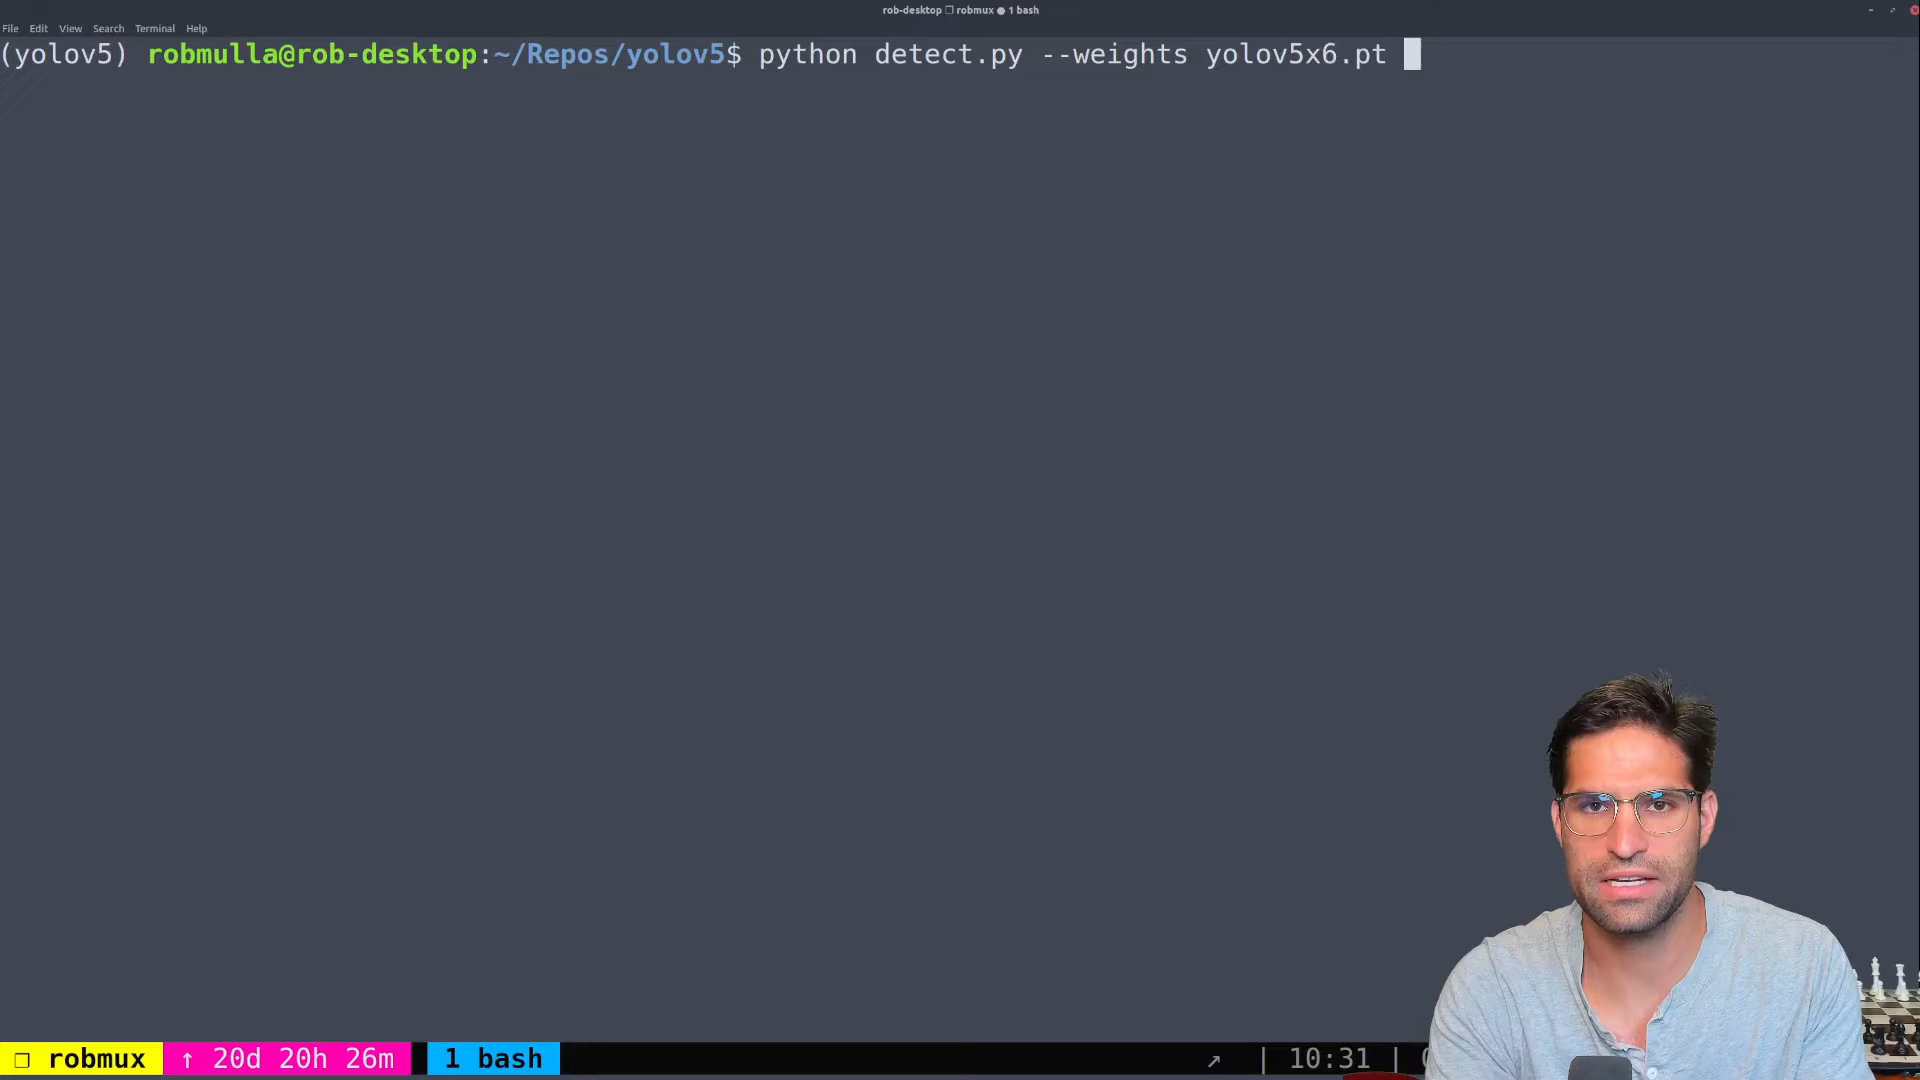 rob-desktop ❐ robmux ● 1 bash
File Edit View Search Terminal Help
(yolov5) robmulla@rob-desktop:~/Repos/yolov5$ python detect.py --weights yolov5x6.pt
❐ robmux ↑ 20d 20h 26m 1 bash ↗ | 10:31 |